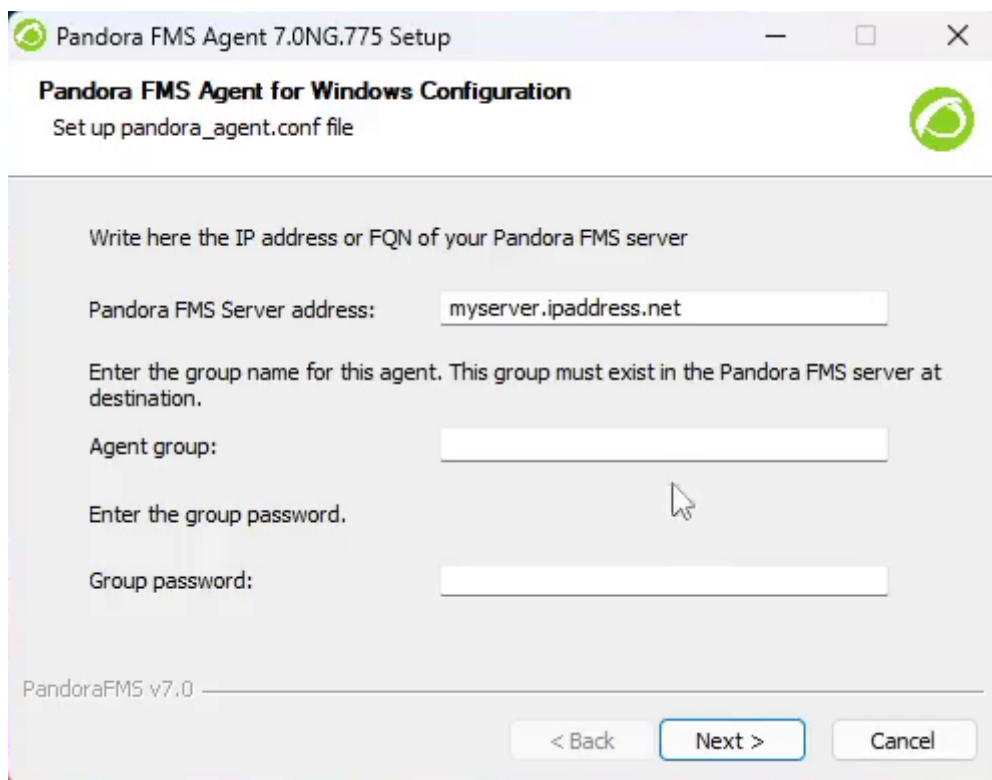 Pandora FMS Agent 7.0NG.775 Setup
Pandora FMS Agent for Windows Configuration
Set up pandora_agent.conf file
Write here the IP address or FQN of your Pandora FMS server
Pandora FMS Server address:
myserver.ipaddress.net
Enter the group name for this agent. This group must exist in the Pandora FMS server at
destination.
Agent group:
Enter the group password.
Group password:
PandoraFMS v7.0
< Back
Next >
Cancel